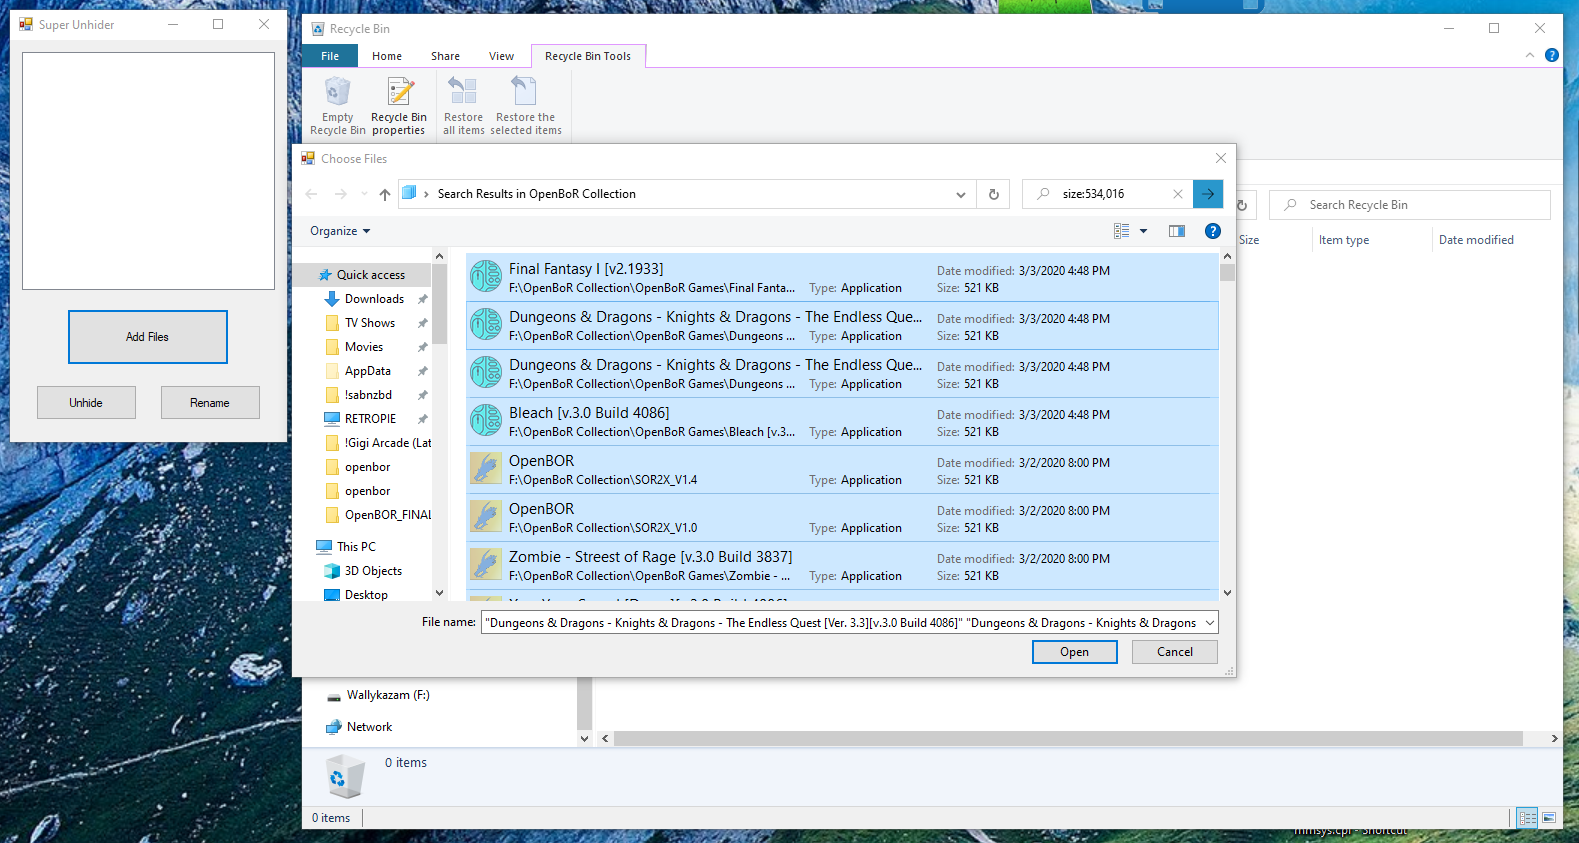 Super Unhider
Add Files
Unhide
Rename
Recycle Bin
File
Home
Share
View
Recycle Bin Tools
Empty
Recycle Bin
Recycle Bin
properties
Restore
all items
Restore the
selected items
Search Recycle Bin
Size
Item type
Date modified
Choose Files
Search Results in OpenBoR Collection
size:534,016
Organize
Quick access
Downloads
TV Shows
Movies
AppData
!sabnzbd
RETROPIE
!Gigi Arcade (Lat
openbor
openbor
OpenBOR_FINAL
This PC
3D Objects
Desktop
Final Fantasy I [v2.1933]
Date modified: 3/3/2020 4:48 PM
F:\OpenBoR Collection\OpenBoR Games\Final Fanta...
Type: Application
Size: 521 KB
Dungeons & Dragons - Knights & Dragons - The Endless Que...
Date modified: 3/3/2020 4:48 PM
F:\OpenBoR Collection\OpenBoR Games\Dungeons ...
Type: Application
Size: 521 KB
Dungeons & Dragons - Knights & Dragons - The Endless Que...
Date modified: 3/3/2020 4:48 PM
F:\OpenBoR Collection\OpenBoR Games\Dungeons ...
Type: Application
Size: 521 KB
Bleach [v.3.0 Build 4086]
Date modified: 3/3/2020 4:48 PM
F:\OpenBoR Collection\OpenBoR Games\Bleach [v.3...
Type: Application
Size: 521 KB
OpenBOR
Date modified: 3/2/2020 8:00 PM
F:\OpenBoR Collection\SOR2X_V1.4
Type: Application
Size: 521 KB
OpenBOR
Date modified: 3/2/2020 8:00 PM
F:\OpenBoR Collection\SOR2X_V1.0
Type: Application
Size: 521 KB
Zombie - Streest of Rage [v.3.0 Build 3837]
Date modified: 3/2/2020 8:00 PM
F:\OpenBoR Collection\OpenBoR Games\Zombie - ...
Type: Application
Size: 521 KB
File name: "Dungeons & Dragons - Knights & Dragons - The Endless Quest [Ver. 3.3][v.3.0 Build 4086]" "Dungeons & Dragons - Knights & Dragons
Open
Cancel
Wallykazam (F:)
Network
0 items
0 items
mmsys.cpl - Shortcut